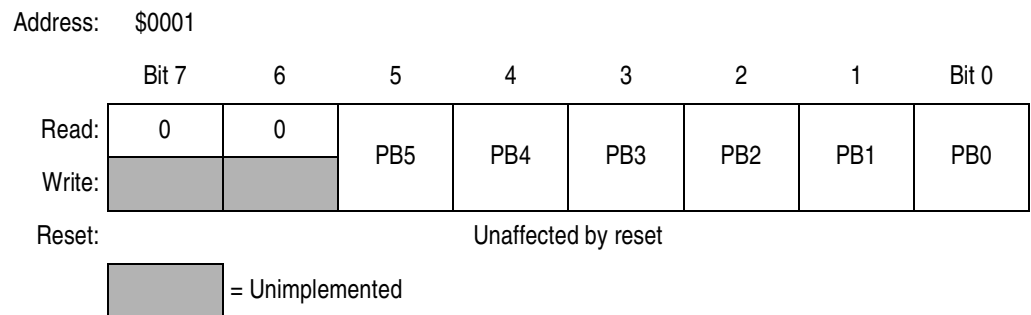 Address: $0001
Bit 7 6 5 4 3 2 1 Bit 0
Read: 0 0 PB5 PB4 PB3 PB2 PB1 PB0
Write:
Reset: Unaffected by reset
= Unimplemented